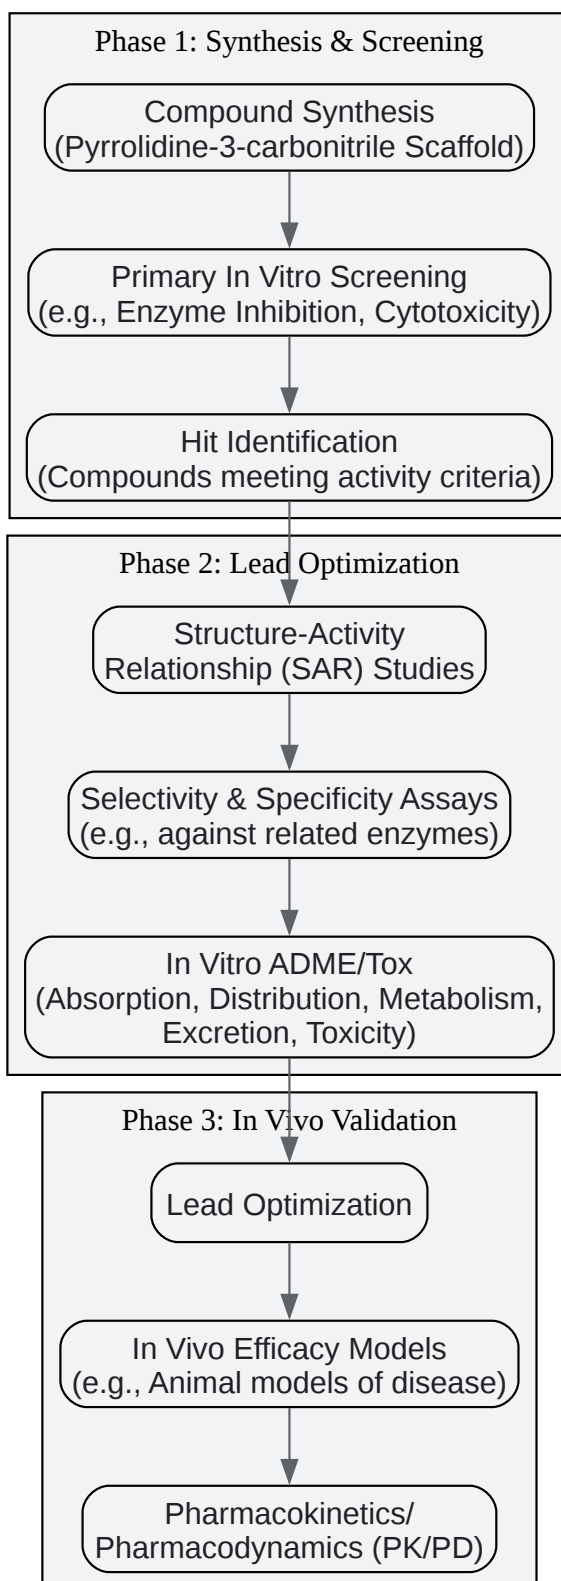 Phase 1: Synthesis & Screening
Compound Synthesis
(Pyrrolidine-3-carbonitrile Scaffold)
Primary In Vitro Screening
(e.g., Enzyme Inhibition, Cytotoxicity)
Hit Identification
(Compounds meeting activity criteria)
Phase 2: Lead Optimization
Structure-Activity
Relationship (SAR) Studies
Selectivity & Specificity Assays
(e.g., against related enzymes)
In Vitro ADME/Tox
(Absorption, Distribution, Metabolism,
Excretion, Toxicity)
Phase 3: In Vivo Validation
Lead Optimization
In Vivo Efficacy Models
(e.g., Animal models of disease)
Pharmacokinetics/
Pharmacodynamics (PK/PD)